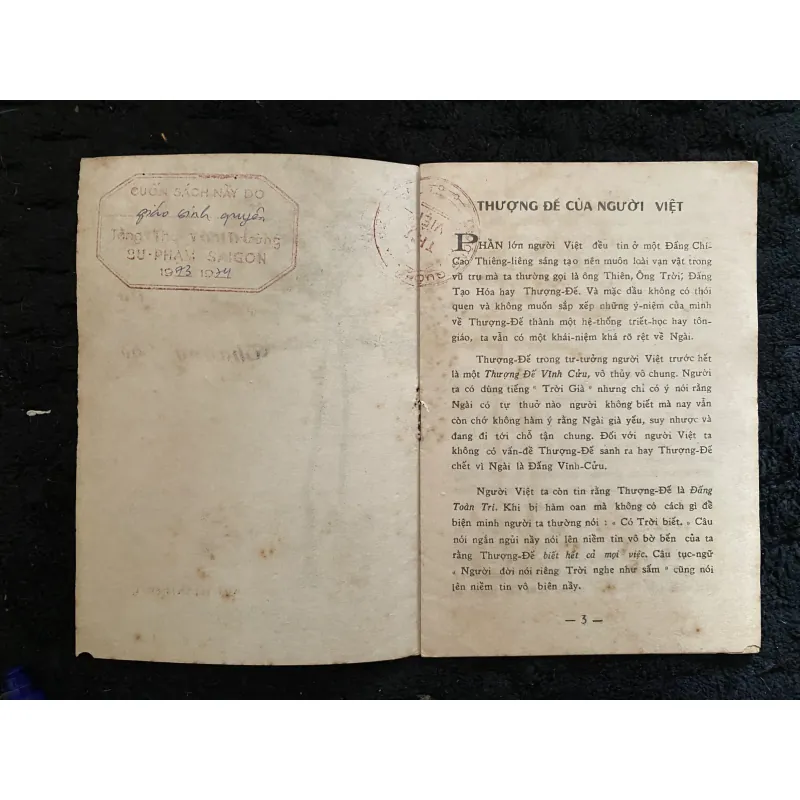 CUỐN SÁCH NẦY DO
giáo sinh quyên
Tặng Thư Viện Trường
SƯ-PHẠM SAIGON
1973 1974
THƯ
VIỆN
THƯỢNG ĐẾ CỦA NGƯỜI VIỆT
PHẦN lớn người Việt đều tin ở một Đấng Chí-
Cao Thiêng-liêng sáng tạo nên muôn loài vạn vật trong
vũ trụ mà ta thường gọi là ông Thiên, Ông Trời, Đấng
Tạo Hóa hay Thượng-Đế. Và mặc dầu không có thói
quen và không muốn sắp xếp những ý-niệm của mình
về Thượng-Đế thành một hệ-thống triết-học hay tôn-
giáo, ta vẫn có một khái-niệm khá rõ rệt về Ngài.
Thượng-Đế trong tư-tưởng người Việt trước hết
là một Thượng Đế Vĩnh Cửu, vô thủy vô chung. Người
ta có dùng tiếng « Trời Già » nhưng chỉ có ý nói rằng
Ngài có tự thuở nào người không biết mà nay vẫn
còn chớ không hàm ý rằng Ngài già yếu, suy nhược và
đang đi tới chỗ tận chung. Đối với người Việt ta
không có vấn-đề Thượng-Đế sanh ra hay Thượng-Đế
chết vì Ngài là Đấng Vĩnh-Cửu.
Người Việt ta còn tin rằng Thượng-Đế là Đấng
Toàn Tri. Khi bị hàm oan mà không có cách gì để
biện minh người ta thường nói : « Có Trời biết. » Câu
nói ngắn ngủi nầy nói lên niềm tin vô bờ bến của ta
rằng Thượng-Đế biết hết cả mọi việc. Câu tục-ngữ
« Người đời nói riêng Trời nghe như sấm » cũng nói
lên niềm tin vô biên nầy.
— 3 —